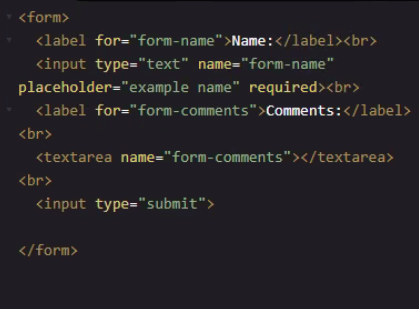 <form>
<label for="form-name">Name:</label><br>
<input type="text" name="form-name"
placeholder="example name" required><br>
<label for="form-comments">Comments:</label>
<br>
<textarea name="form-comments"></textarea>
<br>
<input type="submit">
</form>